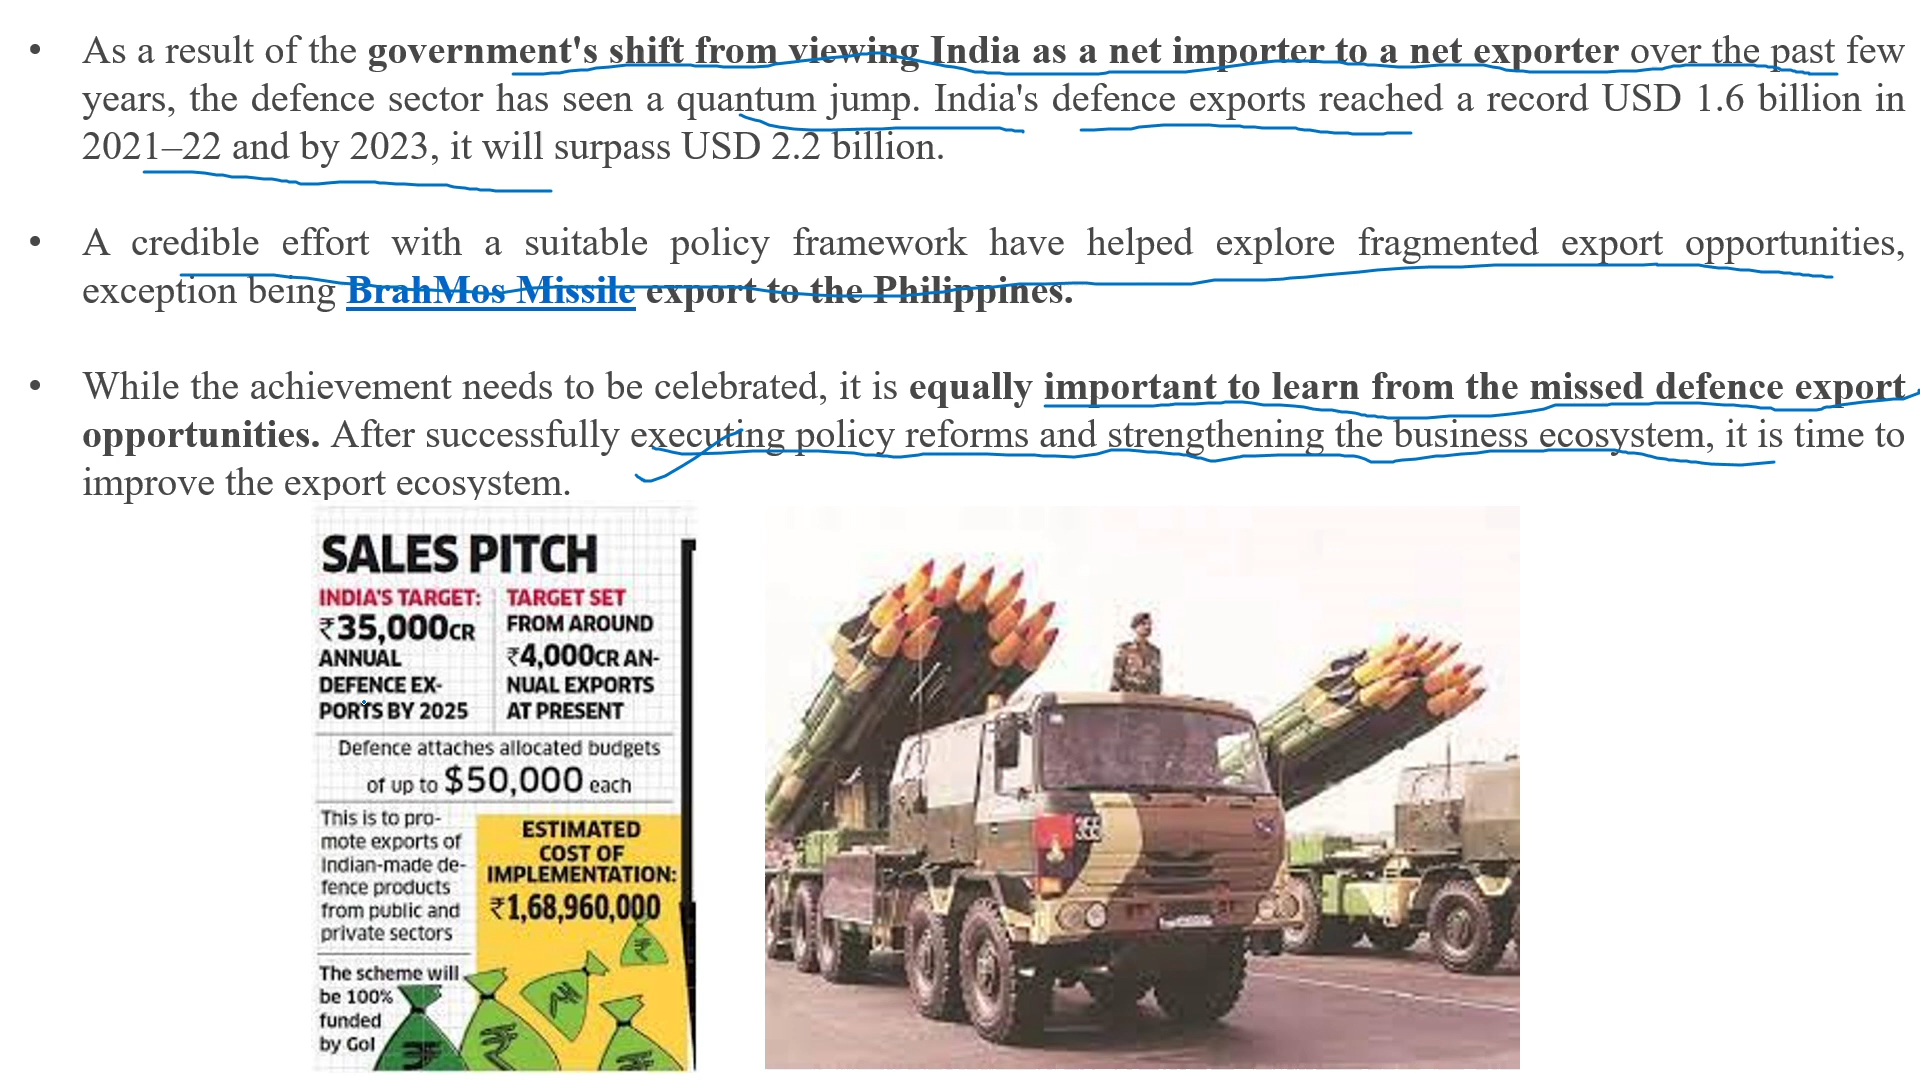 • As a result of the government's shift from viewing India as a net importer to a net exporter over the past few
years, the defence sector has seen a quantum jump. India's defence exports reached a record USD 1.6 billion in
2021–22 and by 2023, it will surpass USD 2.2 billion.
• A credible effort with a suitable policy framework have helped explore fragmented export opportunities,
exception being BrahMos Missile export to the Philippines.
• While the achievement needs to be celebrated, it is equally important to learn from the missed defence export
opportunities. After successfully executing policy reforms and strengthening the business ecosystem, it is time to
improve the export ecosystem.
SALES PITCH
INDIA'S TARGET:
₹35,000CR
ANNUAL
DEFENCE EX-
PORTS BY 2025
TARGET SET
FROM AROUND
₹4,000CR AN-
NUAL EXPORTS
AT PRESENT
Defence attaches allocated budgets
of up to $50,000 each
This is to pro-
mote exports of
Indian-made de-
fence products
from public and
private sectors
The scheme will
be 100%
funded
by GoI
ESTIMATED
COST OF
IMPLEMENTATION:
₹1,68,960,000
₹
₹
₹
₹
₹
355